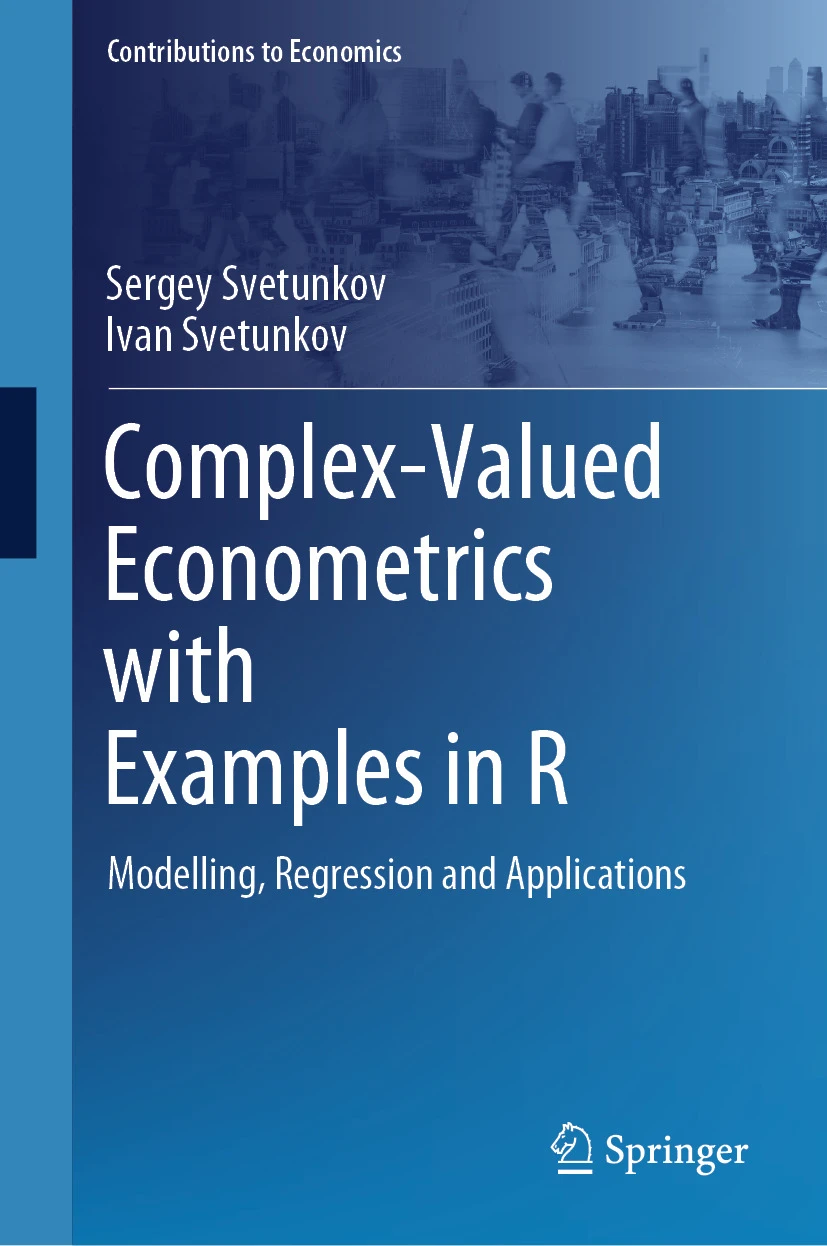 Contributions to Economics
Sergey Svetunkov
Ivan Svetunkov
Complex-Valued
Econometrics
with
Examples in R
Modelling, Regression and Applications
Springer